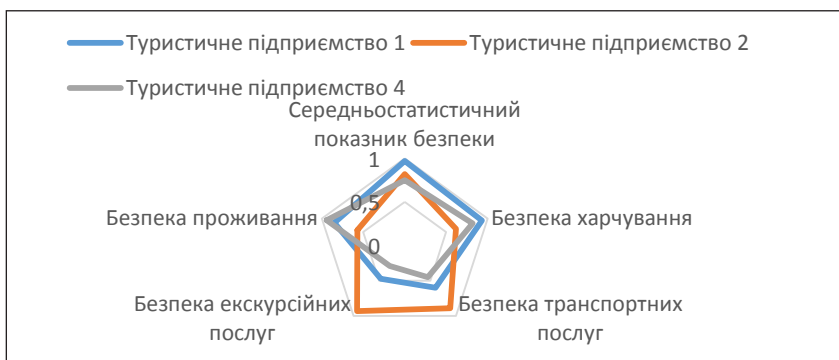 Туристичне підприємство 1
Туристичне підприємство 2
Туристичне підприємство 4
Середньостатистичний
показник безпеки
1
0,5
0
Безпека проживання
Безпека харчування
Безпека екскурсійних
послуг
Безпека транспортних
послуг